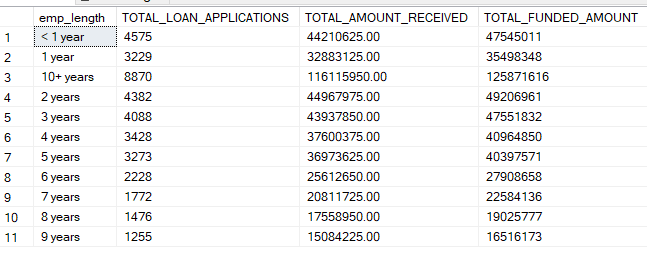 emp_length TOTAL_LOAN_APPLICATIONS TOTAL_AMOUNT_RECEIVED TOTAL_FUNDED_AMOUNT
1 < 1 year 4575 44210625.00 47545011
2 1 year 3229 32883025.00 35498348
3 10+ years 8870 116115950.00 125871616
4 2 years 4382 44967975.00 49206961
5 3 years 4088 43937850.00 47551832
6 4 years 3428 37600375.00 40964850
7 5 years 3273 36973625.00 40397571
8 6 years 2228 25612650.00 27908658
9 7 years 1772 20811725.00 22584136
10 8 years 1476 17558950.00 19025777
11 9 years 1255 15084225.00 16516173